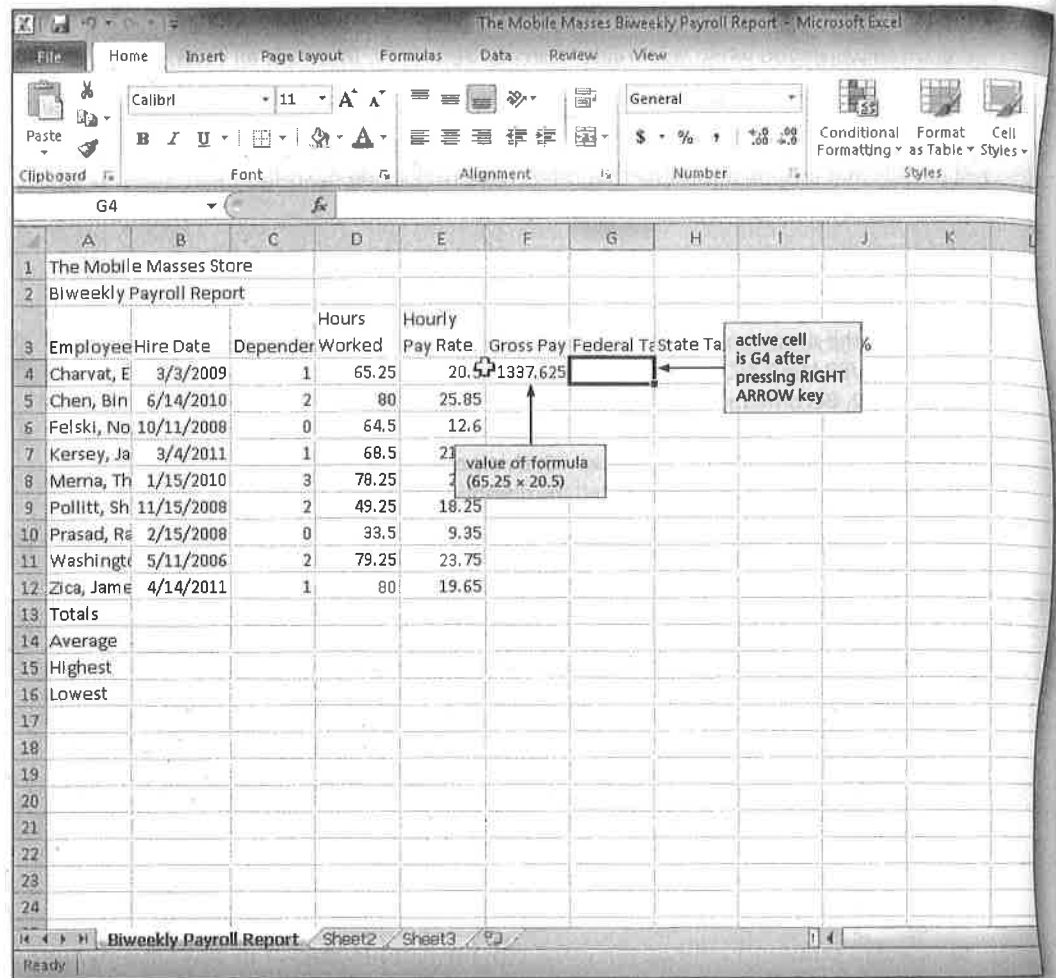 The Mobile Masses Biweekly Payroll Report - Microsoft Excel
File Home Insert Page Layout Formulas Data Review View
Calibri 11 A A General
Paste B I U A $ % , .0 .00 .00 .0 Conditional Formatting Format as Table Cell Styles
Clipboard Font Alignment Number Styles
G4 fx
A B C D E F G H I J K L
1 The Mobile Masses Store
2 Biweekly Payroll Report
3 Employee Hire Date Depender Hours Worked Hourly Pay Rate Gross Pay Federal Ta State Ta %
4 Charvat, E 3/3/2009 1 65.25 20.5 1337.625
5 Chen, Bin 6/14/2010 2 80 25.85
6 Felski, No 10/11/2008 0 64.5 12.6
7 Kersey, Ja 3/4/2011 1 68.5 21
8 Merna, Th 1/15/2010 3 78.25 2
9 Pollitt, Sh 11/15/2008 2 49.25 18.25
10 Prasad, Ra 2/15/2008 0 33.5 9.35
11 Washingt 5/11/2006 2 79.25 23.75
12 Zica, Jame 4/14/2011 1 80 19.65
13 Totals
14 Average
15 Highest
16 Lowest
17
18
19
20
21
22
23
24
active cell
is G4 after
pressing RIGHT
ARROW key
value of formula
(65.25 × 20.5)
Biweekly Payroll Report Sheet2 Sheet3
Ready